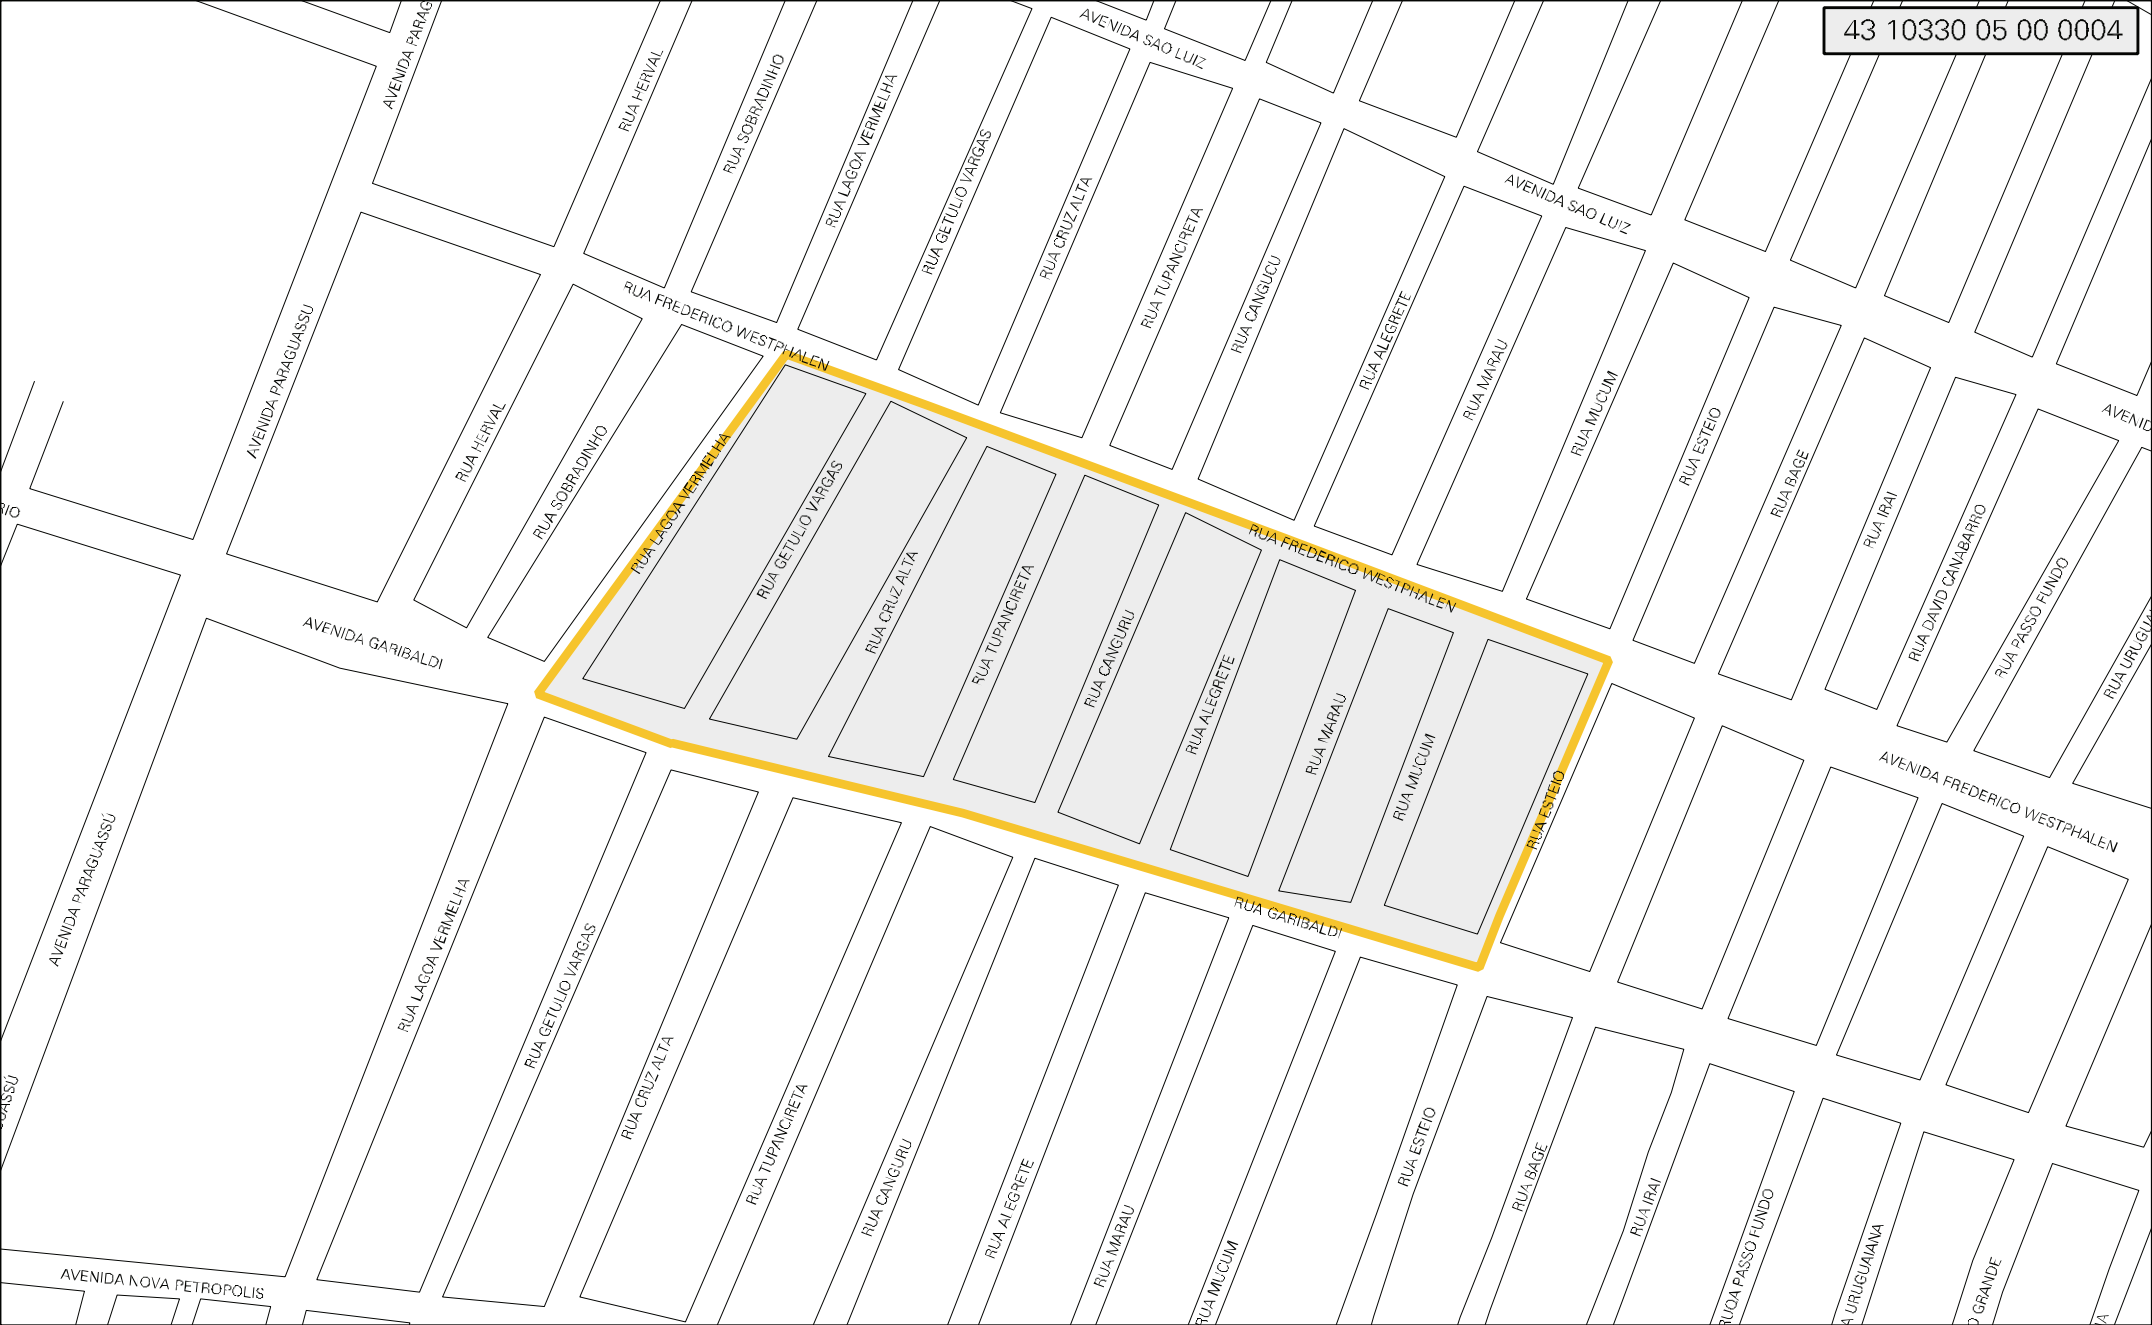 43 10330 05 00 0004
AVENIDA SAO LUIZ
RUA HERVAL
RUA SOBRADINHO
RUA LAGOA VERMELHA
RUA GETULIO VARGAS
RUA CRUZ ALTA
RUA TUPANCIRETA
RUA CANGUCU
RUA ALEGRETE
RUA MARAU
RUA MUCUM
RUA ESTEIO
RUA BAGE
RUA IRAI
RUA DAVID CANABARRO
RUA PASSO FUNDO
AVENIDA SAO LUIZ
AVENIDA PARAGUASSU
RUA FREDERICO WESTPHALEN
RUA HERVAL
RUA SOBRADINHO
RUA LAGOA VERMELHA
RUA GETULIO VARGAS
RUA CRUZ ALTA
RUA TUPANCIRETA
RUA CANGURU
RUA ALEGRETE
RUA MARAU
RUA MUCUM
RUA ESTEIO
RUA FREDERICO WESTPHALEN
AVENIDA FREDERICO WESTPHALEN
AVENIDA GARIBALDI
RUA GARIBALDI
AVENIDA PARAGUASSÚ
RUA LAGOA VERMELHA
RUA GETULIO VARGAS
RUA CRUZ ALTA
RUA TUPANCIRETA
RUA CANGURU
RUA ALEGRETE
RUA MARAU
RUA MUCUM
RUA ESTEIO
RUA BAGE
RUA IRAI
RUQA PASSO FUNDO
A URUGUAIANA
O GRANDE
AVENIDA NOVA PETROPOLIS